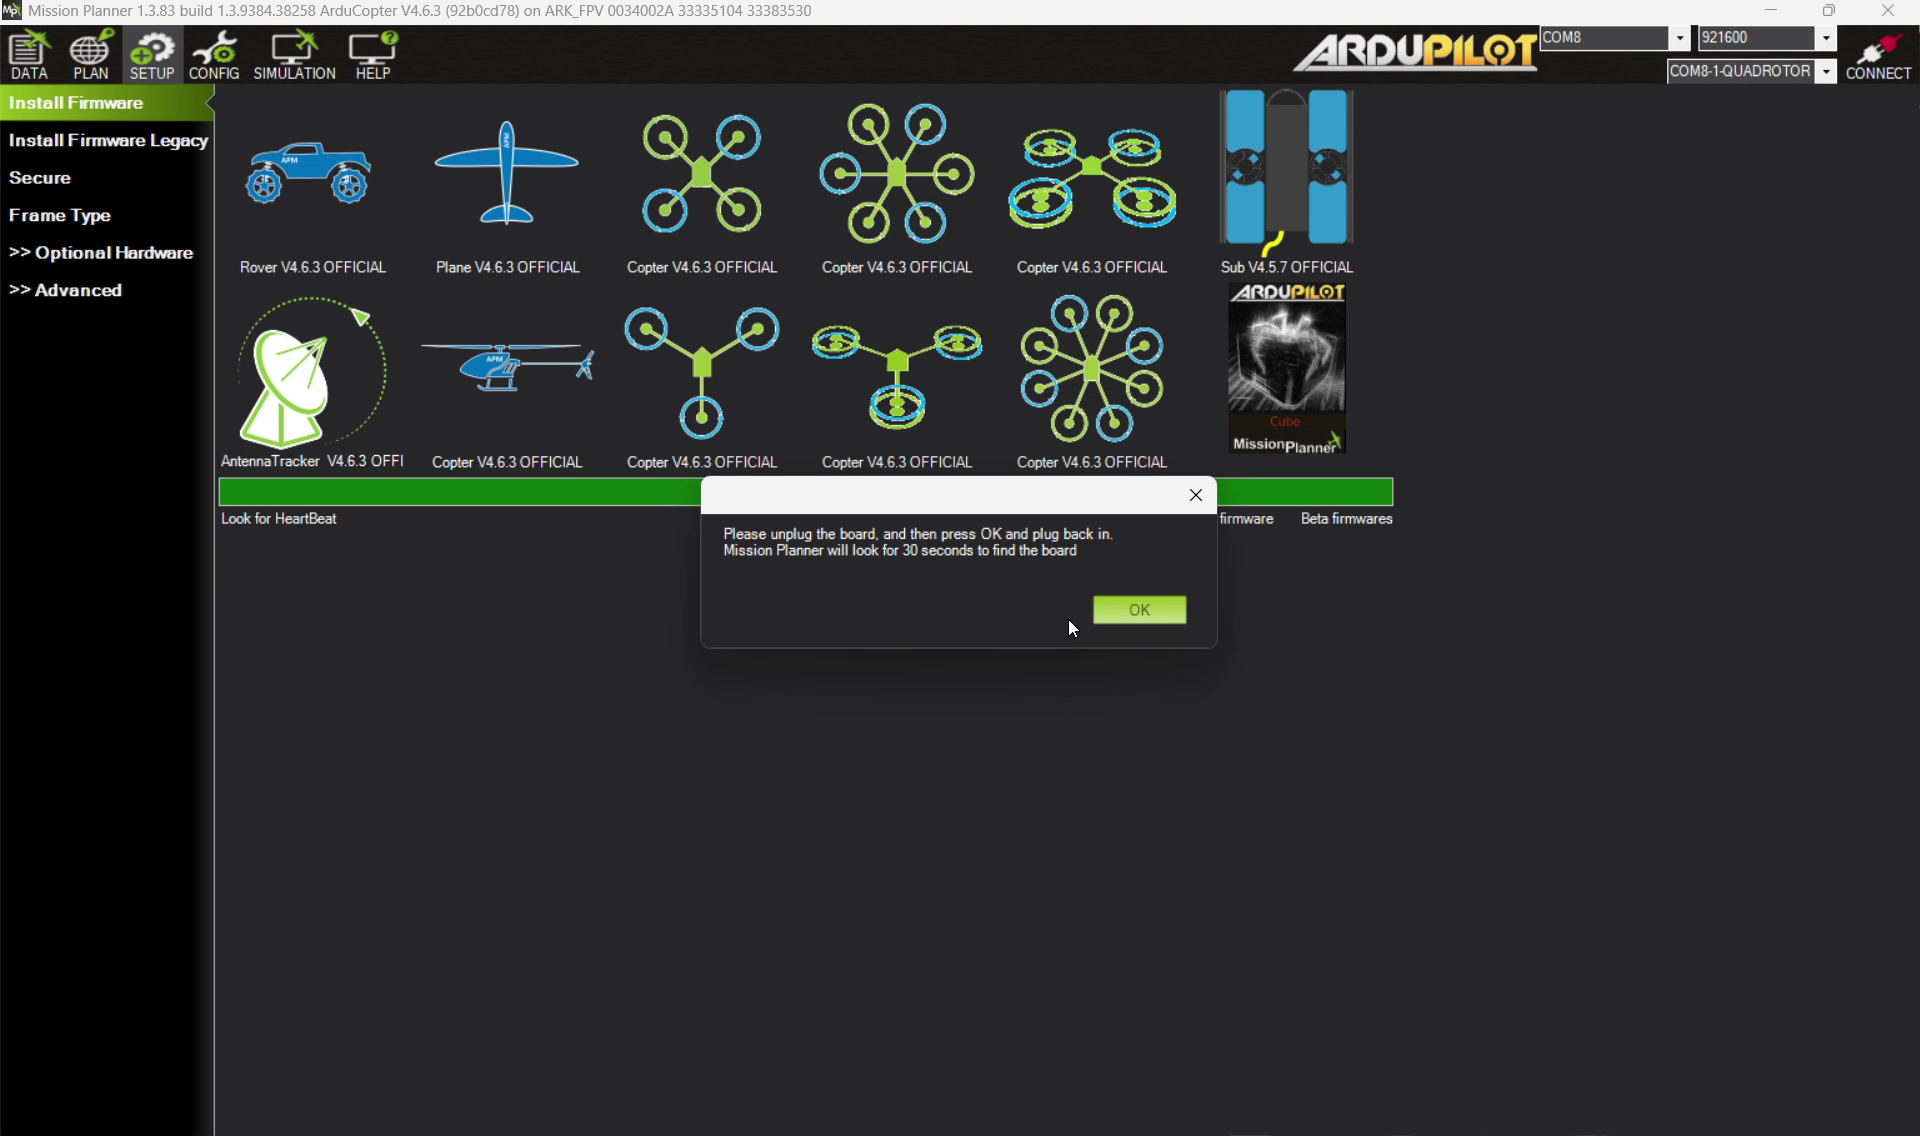 Mission Planner 1.3.83 build 1.3.9384.38258 ArduCopter V4.6.3 (92b0cd78) on ARK_FPV 0034002A 33335104 33383530
DATA
PLAN
SETUP
CONFIG
SIMULATION
HELP
ARDUPILOT
COM8
921600
COM8-1-QUADROTOR
CONNECT
Install Firmware
Install Firmware Legacy
Secure
Frame Type
>> Optional Hardware
>> Advanced
APM
APM
Rover V4.6.3 OFFICIAL
Plane V4.6.3 OFFICIAL
Copter V4.6.3 OFFICIAL
Copter V4.6.3 OFFICIAL
Copter V4.6.3 OFFICIAL
Sub V4.5.7 OFFICIAL
APM
ARDUPILOT
Cube
MissionPlanner
AntennaTracker V4.6.3 OFFI
Copter V4.6.3 OFFICIAL
Copter V4.6.3 OFFICIAL
Copter V4.6.3 OFFICIAL
Copter V4.6.3 OFFICIAL
Look for HeartBeat
firmware
Beta firmwares
Please unplug the board, and then press OK and plug back in.
Mission Planner will look for 30 seconds to find the board
OK